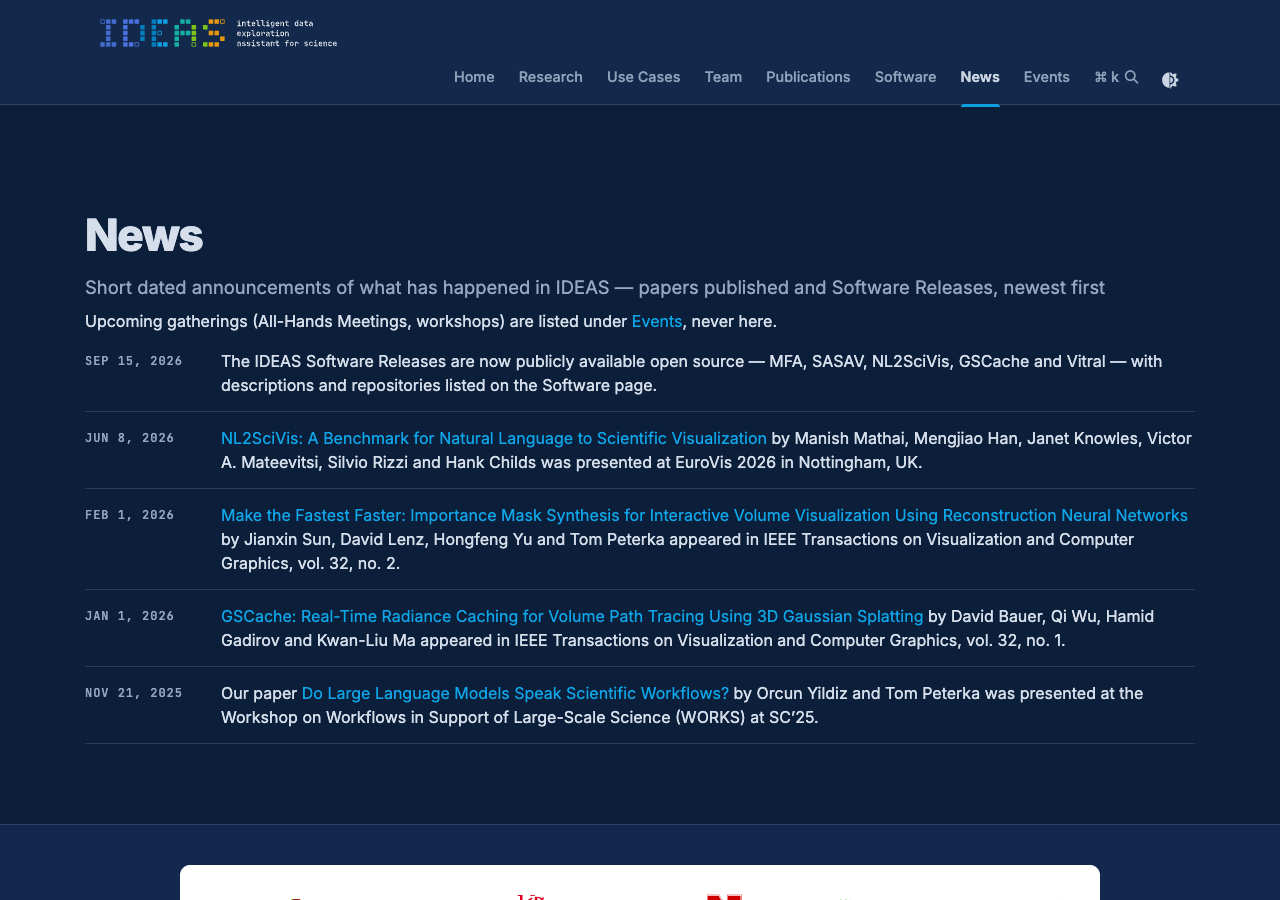 IDEAS
intelligent data
exploration
assistant for science
Home Research Use Cases Team Publications Software News Events ⌘ k
News
Short dated announcements of what has happened in IDEAS — papers published and Software Releases, newest first
Upcoming gatherings (All-Hands Meetings, workshops) are listed under Events, never here.
SEP 15, 2026 The IDEAS Software Releases are now publicly available open source — MFA, SASAV, NL2SciVis, GSCache and Vitral — with
descriptions and repositories listed on the Software page.
JUN 8, 2026 NL2SciVis: A Benchmark for Natural Language to Scientific Visualization by Manish Mathai, Mengjiao Han, Janet Knowles, Victor
A. Mateevitsi, Silvio Rizzi and Hank Childs was presented at EuroVis 2026 in Nottingham, UK.
FEB 1, 2026 Make the Fastest Faster: Importance Mask Synthesis for Interactive Volume Visualization Using Reconstruction Neural Networks
by Jianxin Sun, David Lenz, Hongfeng Yu and Tom Peterka appeared in IEEE Transactions on Visualization and Computer
Graphics, vol. 32, no. 2.
JAN 1, 2026 GSCache: Real-Time Radiance Caching for Volume Path Tracing Using 3D Gaussian Splatting by David Bauer, Qi Wu, Hamid
Gadirov and Kwan-Liu Ma appeared in IEEE Transactions on Visualization and Computer Graphics, vol. 32, no. 1.
NOV 21, 2025 Our paper Do Large Language Models Speak Scientific Workflows? by Orcun Yildiz and Tom Peterka was presented at the
Workshop on Workflows in Support of Large-Scale Science (WORKS) at SC’25.